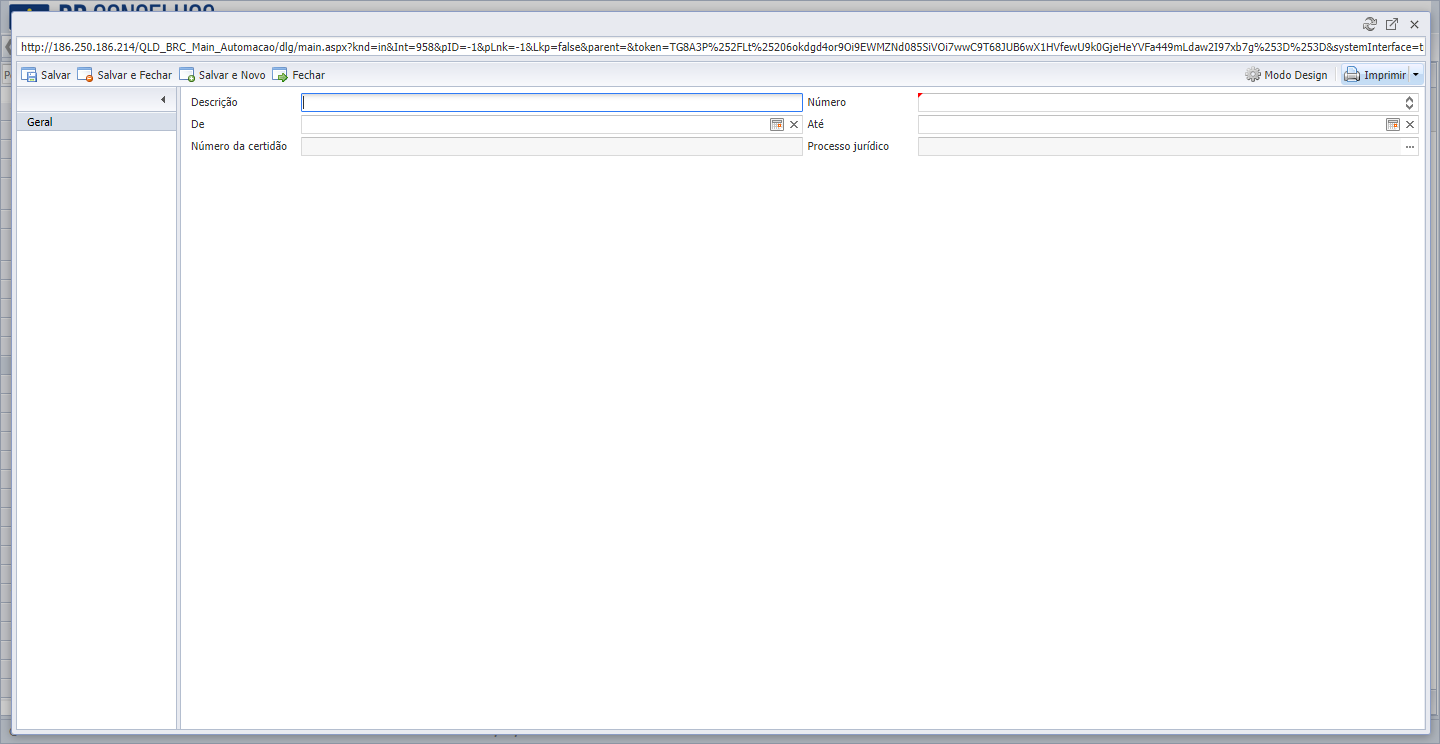 http://186.250.186.214/QLD_BRC_Main_Automacao/dlg/main.aspx?knd=in&Int=958&pID=-1&pLnk=-1&Lkp=false&parent=&token=TG8A3P%252FLt%25206okdgd4or9Oi9EWMZNd085SiVOi7wwC9T68JUB6wX1HVfewU9k0GjeHeYVFa449mLdaw2I97xb7g%253D%253D&systemInterface=t
Salvar Salvar e Fechar Salvar e Novo Fechar Modo Design Imprimir
Geral
Descrição Número
De Até
Número da certidão Processo jurídico